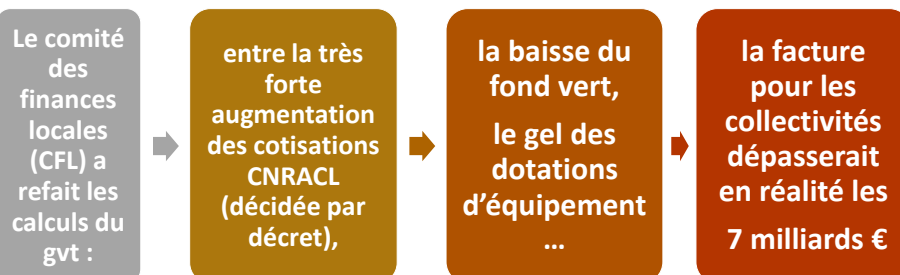 Le comité
des
finances
locales
(CFL) a
refait les
calculs du
gvt :
entre la très
forte
augmentation
des cotisations
CNRACL
(décidée par
décret),
la baisse du
fond vert,
le gel des
dotations
d'équipement
…
la facture
pour les
collectivités
dépasserait
en réalité les
7 milliards €